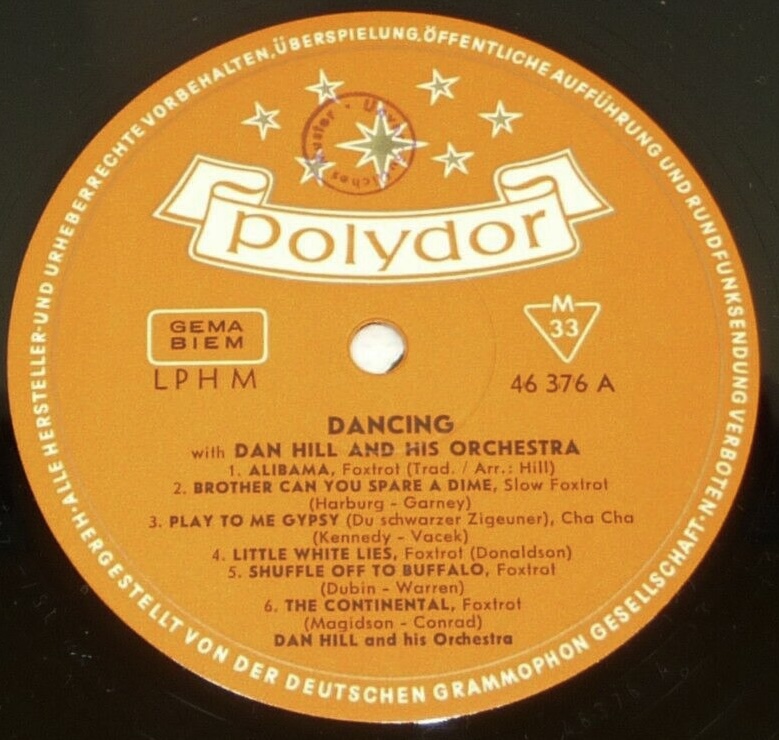 ALLE HERSTELLER- UND URHEBERRECHTE VORBEHALTEN, ÜBERSPIELUNG, ÖFFENTLICHE AUFFÜHRUNG UND RUNDFUNKSENDUNG VERBOTEN · HERGESTELLT VON DER DEUTSCHEN GRAMMOPHON GESELLSCHAFT ·
Muster
polydor
GEMA
BIEM
LPHM
M
33
46 376 A
DANCING
with DAN HILL AND HIS ORCHESTRA
1. ALIBAMA, Foxtrot (Trad. / Arr.: Hill)
2. BROTHER CAN YOU SPARE A DIME, Slow Foxtrot
(Harburg - Garney)
3. PLAY TO ME GYPSY (Du schwarzer Zigeuner), Cha Cha
(Kennedy - Vacek)
4. LITTLE WHITE LIES, Foxtrot (Donaldson)
5. SHUFFLE OFF TO BUFFALO, Foxtrot
(Dubin - Warren)
6. THE CONTINENTAL, Foxtrot
(Magidson - Conrad)
DAN HILL and his Orchestra